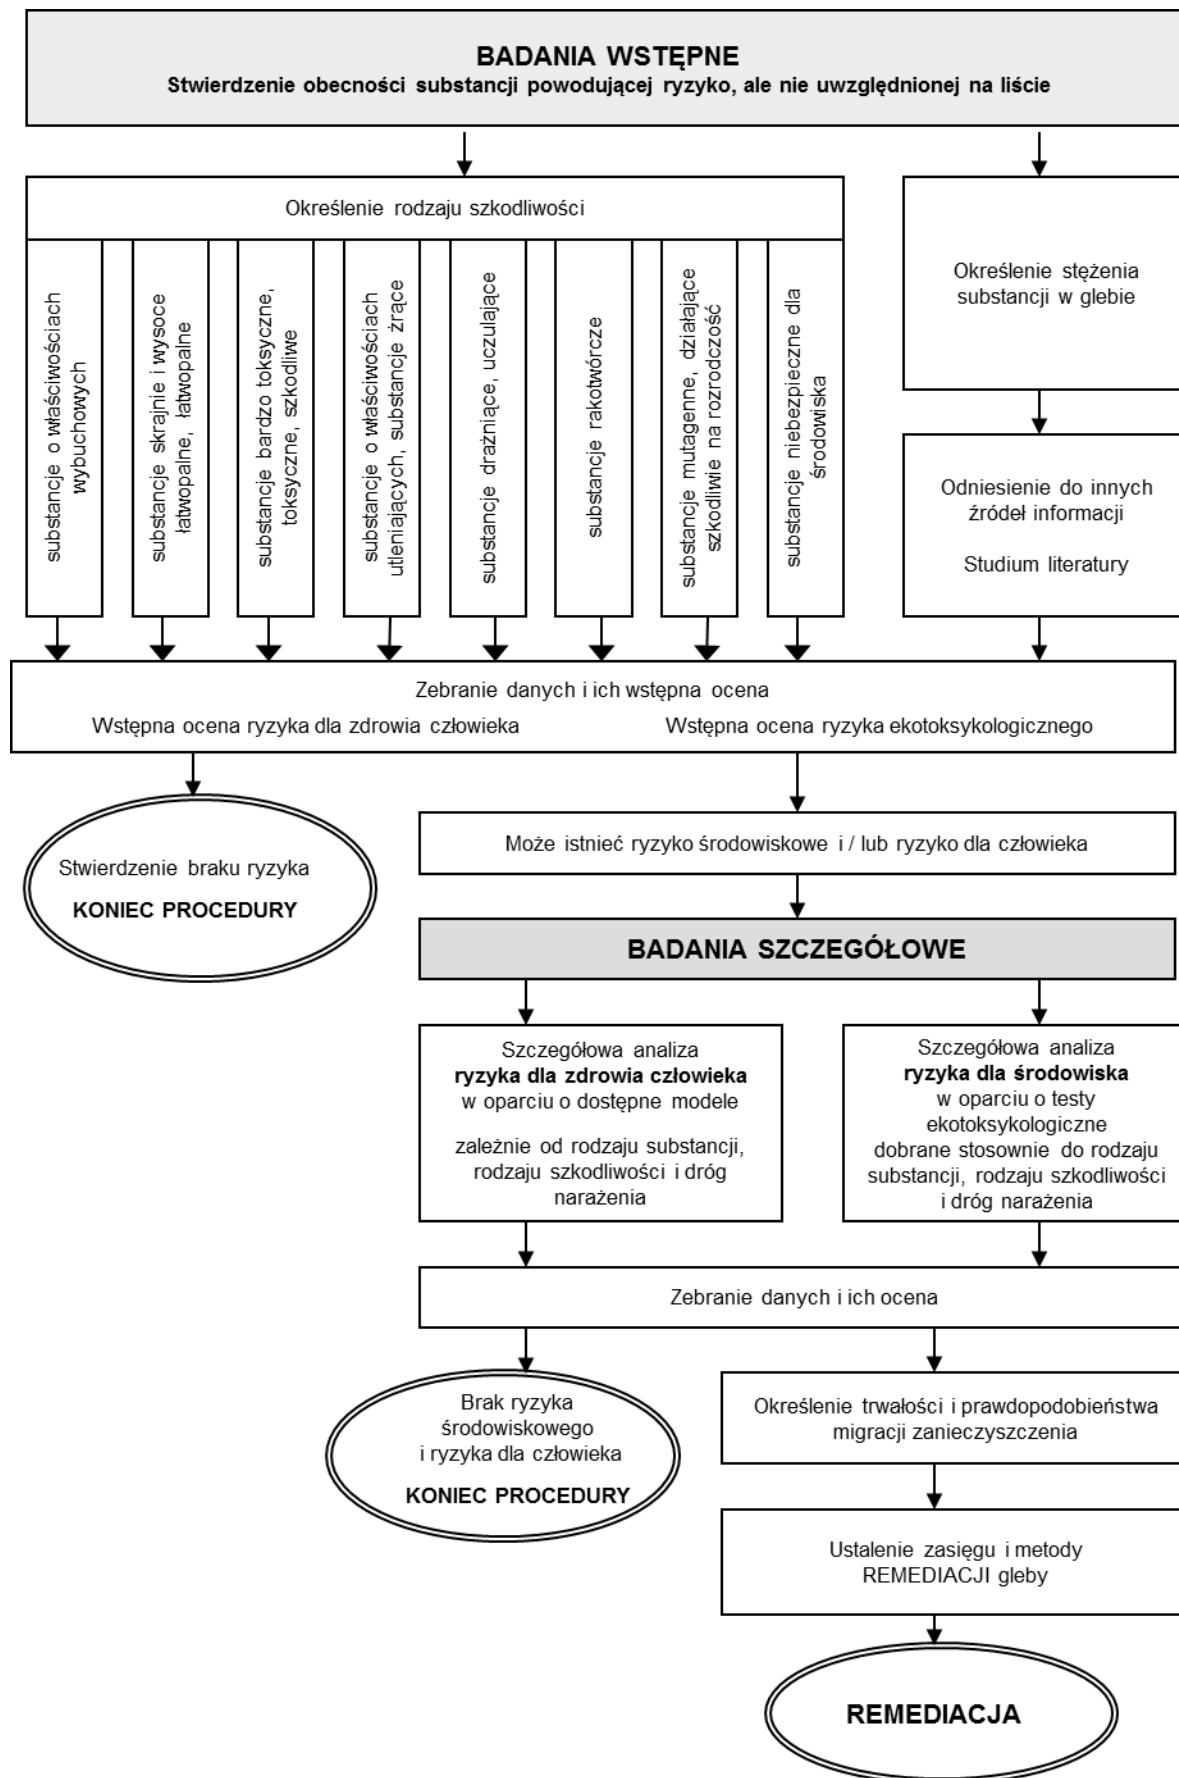 BADANIA WSTĘPNE
Stwierdzenie obecności substancji powodującej ryzyko, ale nie uwzględnionej na liście
Określenie rodzaju szkodliwości
substancje o właściwościach
wybuchowych
substancje skrajnie i wysoce
łatwopalne, łatwopalne
substancje bardzo toksyczne,
toksyczne, szkodliwe
substancje o właściwościach
utleniających, substancje żrące
substancje drażniące, uczulające
substancje rakotwórcze
substancje mutagenne, działające
szkodliwie na rozrodczość
substancje niebezpieczne dla
środowiska
Określenie stężenia
substancji w glebie
Odniesienie do innych
źródeł informacji
Studium literatury
Zebranie danych i ich wstępna ocena
Wstępna ocena ryzyka dla zdrowia człowieka
Wstępna ocena ryzyka ekotoksykologicznego
Stwierdzenie braku ryzyka
KONIEC PROCEDURY
Może istnieć ryzyko środowiskowe i / lub ryzyko dla człowieka
BADANIA SZCZEGÓŁOWE
Szczegółowa analiza
ryzyka dla zdrowia człowieka
w oparciu o dostępne modele
zależnie od rodzaju substancji,
rodzaju szkodliwości i dróg
narażenia
Szczegółowa analiza
ryzyka dla środowiska
w oparciu o testy
ekotoksykologiczne
dobrane stosownie do rodzaju
substancji, rodzaju szkodliwości
i dróg narażenia
Zebranie danych i ich ocena
Brak ryzyka
środowiskowego
i ryzyka dla człowieka
KONIEC PROCEDURY
Określenie trwałości i prawdopodobieństwa
migracji zanieczyszczenia
Ustalenie zasięgu i metody
REMEDIACJI gleby
REMEDIACJA